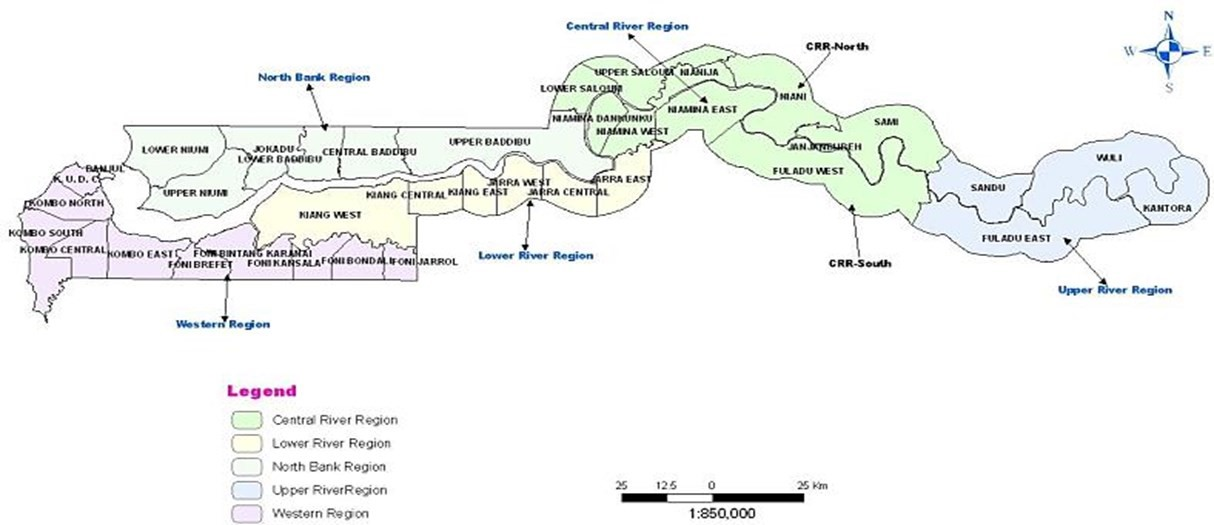 Central River Region
N
CRR-North
W
E
S
North Bank Region
UPPER SALOUM
NIANIJA
LOWER SALOUM
NIANI
NIAMINA EAST
NIAMINA DANKUNKU
NIAMINA WEST
SAMI
LOWER NIUMI
JOKADU
LOWER BADDIBU
CENTRAL BADDIBU
UPPER BADDIBU
JANJANBUREH
FULADU WEST
WULI
BANJUL
K. U. D. C
UPPER NIUMI
KIANG CENTRAL
KIANG EAST
JARRA WEST
JARRA CENTRAL
JARRA EAST
SANDU
KANTORA
KOMBO NORTH
KIANG WEST
KOMBO SOUTH
KOMBO CENTRAL
KOMBO EAST
FONI BREFET
FONI BINTANG KARANAI
FONI KANSALA
FONI BONDALI
FONI JARROL
FULADU EAST
Lower River Region
CRR-South
Upper River Region
Western Region
Legend
Central River Region
Lower River Region
North Bank Region
Upper RiverRegion
Western Region
25 12.5 0 25 Km
1:850,000